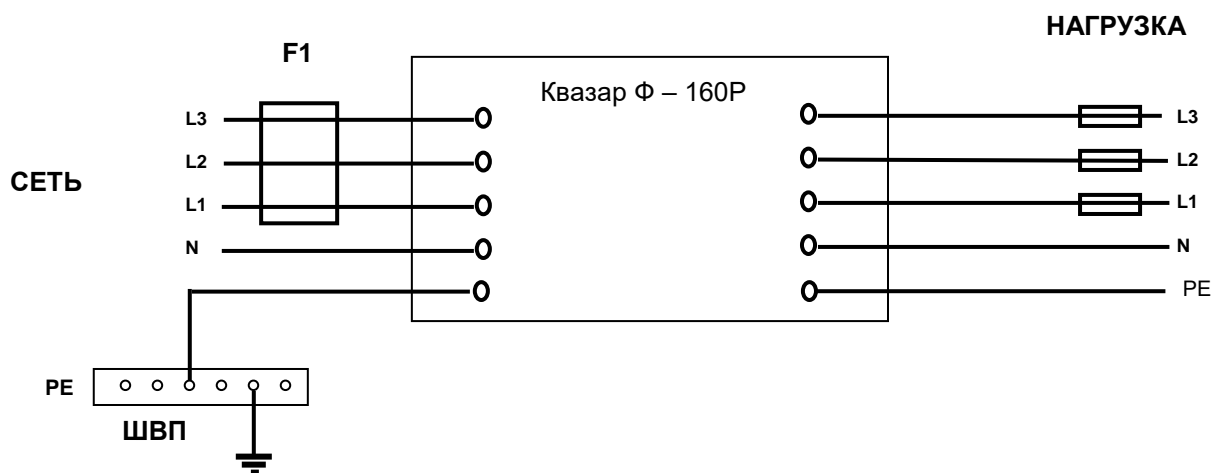 НАГРУЗКА
F1
Квазар Ф – 160Р
L3
L3
L2
L2
СЕТЬ
L1
L1
N
N
PE
PE
ШВП